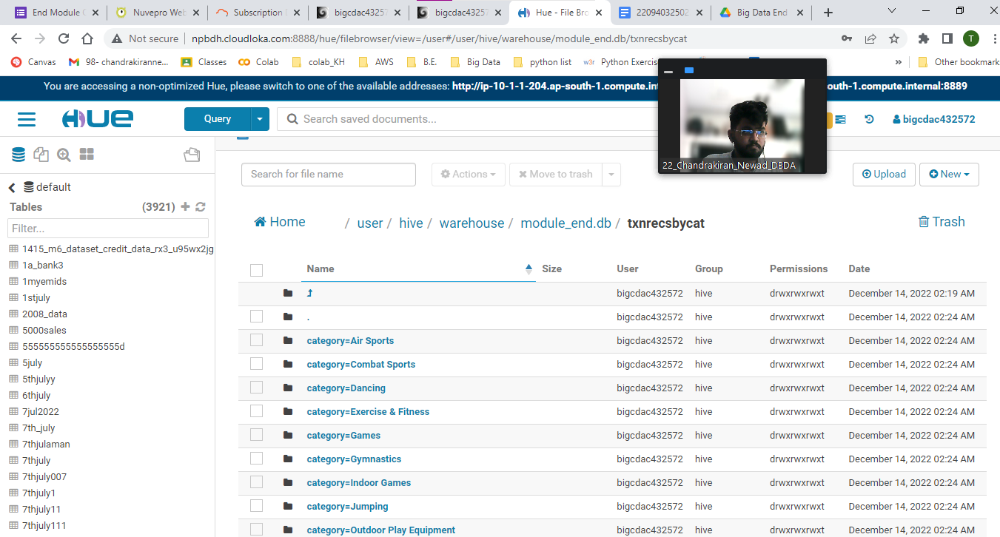 End Module C
Nuvepro Web
Subscription
bigcdac43257
bigcdac43257
Hue - File Bro
22094032502
Big Data End
Not secure
npbdh.cloudloka.com:8888/hue/filebrowser/view=/user#/user/hive/warehouse/module_end.db/txnrecsbycat
T
Canvas
98- chandrakiranne...
Classes
Colab
colab_KH
AWS
B.E.
Big Data
python list
w3r
Python Exercis
»
Other bookmark
You are accessing a non-optimized Hue, please switch to one of the available addresses: http://ip-10-1-1-204.ap-south-1.compute.int
outh-1.compute.internal:8889
HUE
Query
Search saved documents...
bigcdac432572
22_Chandrakiran_Newad_DBDA
default
Tables
(3921)
Filter...
1415_m6_dataset_credit_data_rx3_u95wx2jg
1a_bank3
1myemids
1stjuly
2008_data
5000sales
555555555555555555d
5july
5thjulyy
6thjuly
7jul2022
7th_july
7thjulaman
7thjuly
7thjuly007
7thjuly1
7thjuly11
7thjuly111
Search for file name
Actions
Move to trash
Upload
New
Home
/ user / hive / warehouse / module_end.db / txnrecsbycat
Trash
Name Size User Group Permissions Date
bigcdac432572 hive drwxrwxrwxt December 14, 2022 02:19 AM
. bigcdac432572 hive drwxrwxrwxt December 14, 2022 02:24 AM
category=Air Sports bigcdac432572 hive drwxrwxrwxt December 14, 2022 02:24 AM
category=Combat Sports bigcdac432572 hive drwxrwxrwxt December 14, 2022 02:24 AM
category=Dancing bigcdac432572 hive drwxrwxrwxt December 14, 2022 02:24 AM
category=Exercise & Fitness bigcdac432572 hive drwxrwxrwxt December 14, 2022 02:24 AM
category=Games bigcdac432572 hive drwxrwxrwxt December 14, 2022 02:24 AM
category=Gymnastics bigcdac432572 hive drwxrwxrwxt December 14, 2022 02:24 AM
category=Indoor Games bigcdac432572 hive drwxrwxrwxt December 14, 2022 02:24 AM
category=Jumping bigcdac432572 hive drwxrwxrwxt December 14, 2022 02:24 AM
category=Outdoor Play Equipment bigcdac432572 hive drwxrwxrwxt December 14, 2022 02:24 AM